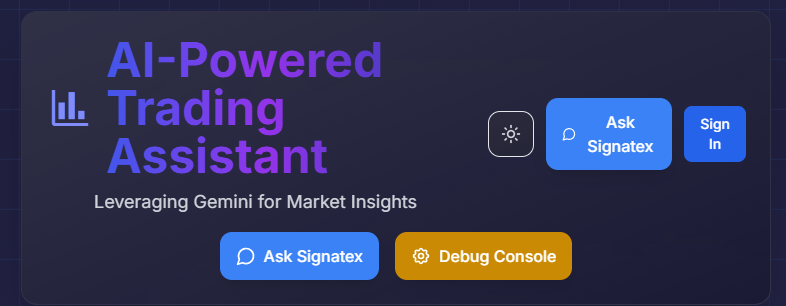 AI-Powered
Trading
Assistant
Leveraging Gemini for Market Insights
Ask
Signatex
Sign
In
Ask Signatex
Debug Console